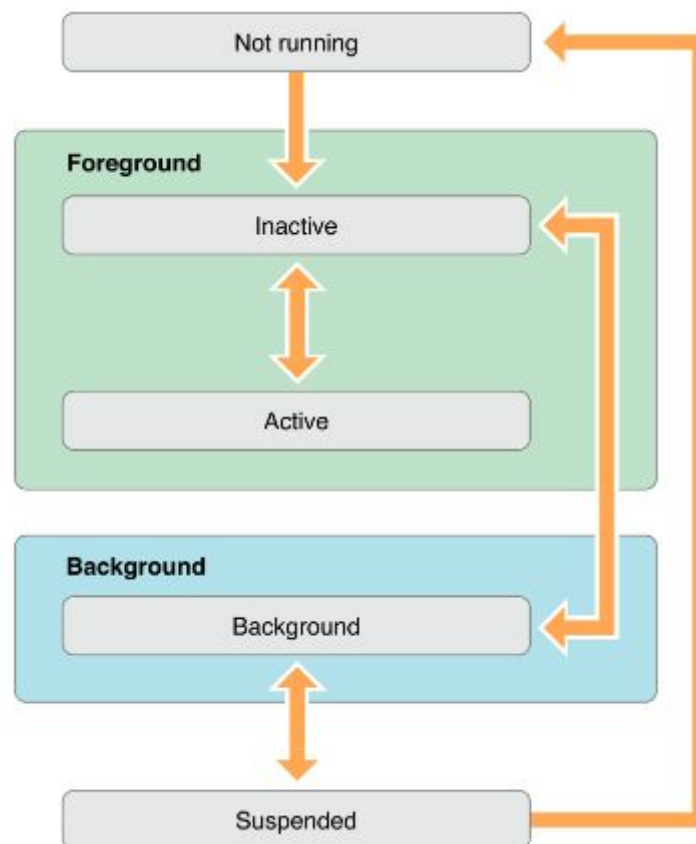 Not running
Foreground
Inactive
Active
Background
Background
Suspended